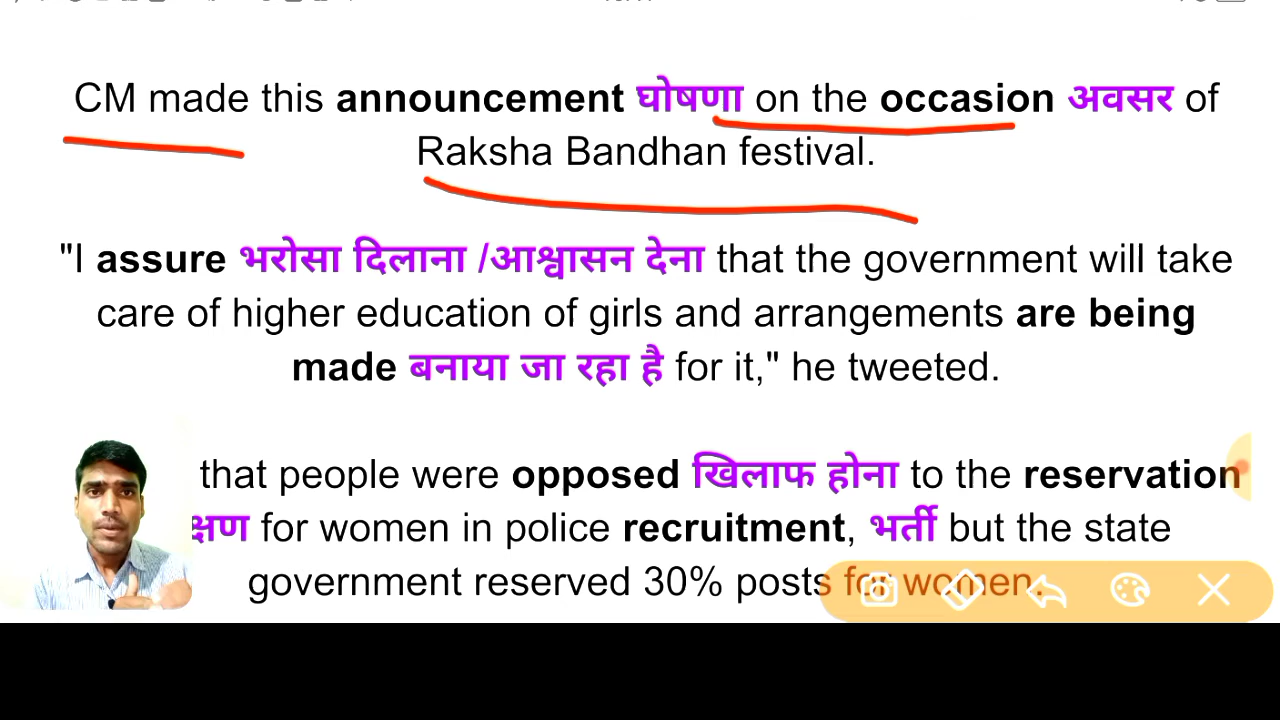 CM made this announcement घोषणा on the occasion अवसर of
Raksha Bandhan festival.
"I assure भरोसा दिलाना /आश्वासन देना that the government will take
care of higher education of girls and arrangements are being
made बनाया जा रहा है for it," he tweeted.
that people were opposed खिलाफ होना to the reservation
क्षण for women in police recruitment, भर्ती but the state
government reserved 30% posts for women.